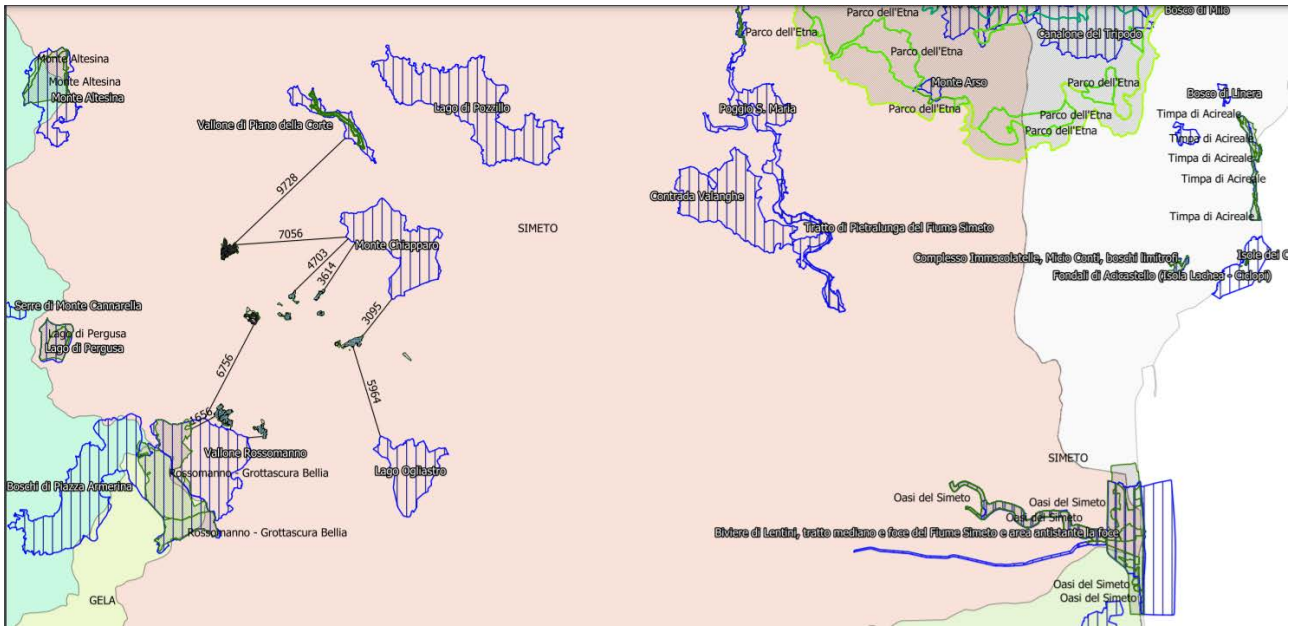 Parco dell'Etna
Bosco di Milo
Parco dell'Etna
Canalone del Tripodo
Parco dell'Etna
Monte Altesina
Monte Altesina
Monte Altesina
Monte Arso
Parco dell'Etna
Bosco di Linera
Lago di Pozzillo
Poggio S. Maria
Parco dell'Etna
Parco dell'Etna
Timpa di Acireale
Vallone di Piano della Corte
Parco dell'Etna
Timpa di Acireale
Timpa di Acireale
9728
Timpa di Acireale
Contrada Valanghe
Timpa di Acireale
7056
SIMETO
Tratto di Pietralunga del Fiume Simeto
Monte Chiapparo
4703
3614
Complesso Immacolatelle, Micio Conti, boschi limitrofi.
Isole dei C
Fondali di Acicastello (Isola Lachea - Ciclopi)
Serre di Monte Cannarella
3095
Lago di Pergusa
Lago di Pergusa
6756
5964
1656
Vallone Rossomanno
SIMETO
Lago Ogliastro
Rossomanno - Grottascura Bellia
Boschi di Piazza Armerina
Oasi del Simeto
Oasi del Simeto
Oasi del Simeto
Rossomanno - Grottascura Bellia
Biviere di Lentini, tratto mediano e foce del Fiume Simeto e area antistante la foce
Oasi del Simeto
Oasi del Simeto
GELA